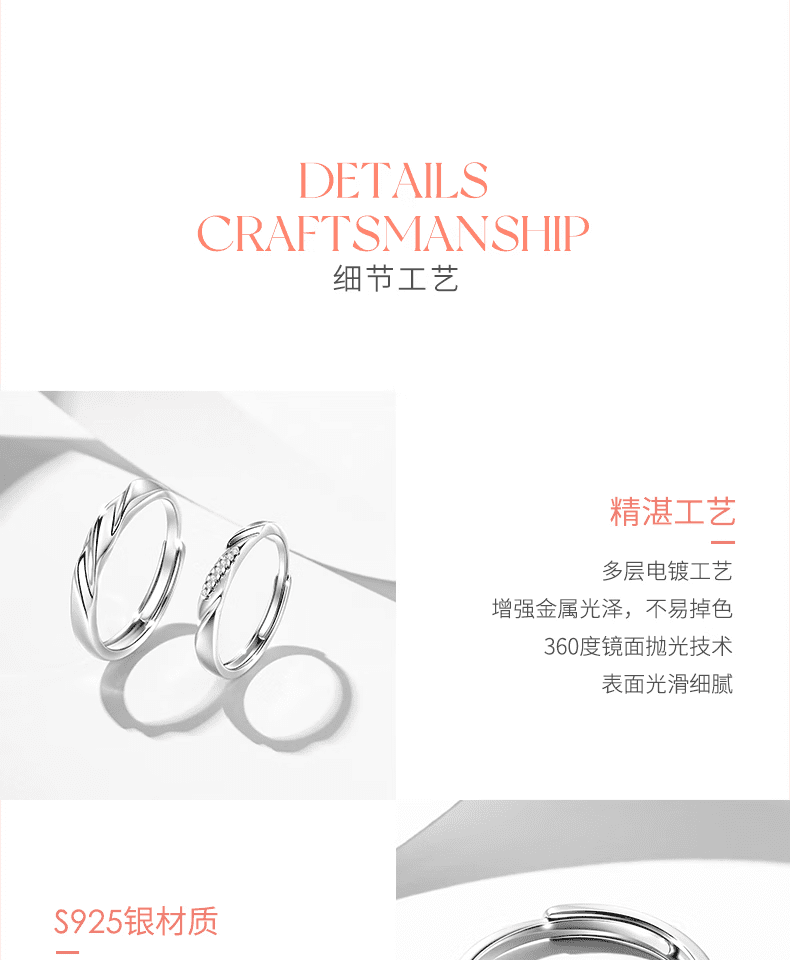 DETAILS
CRAFTSMANSHIP
细节工艺
精湛工艺
多层电镀工艺
增强金属光泽，不易掉色
360度镜面抛光技术
表面光滑细腻
S925银材质